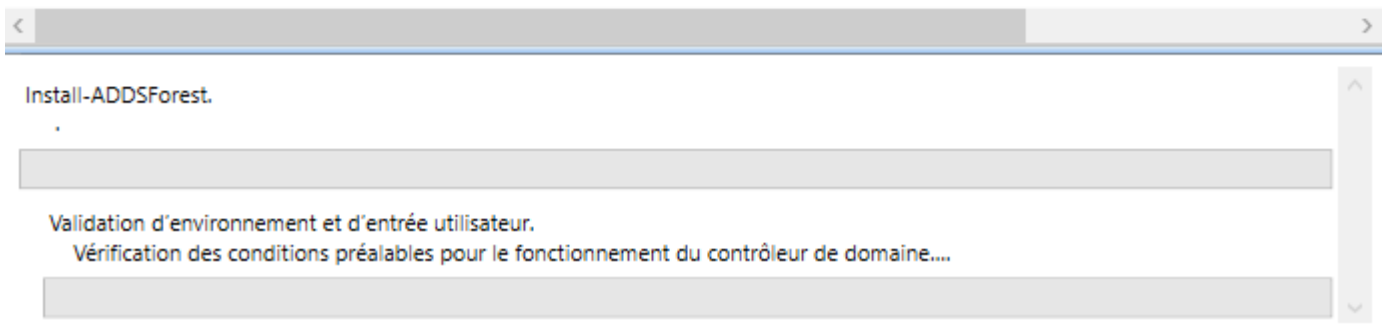 Install-ADDSForest.
.
Validation d'environnement et d'entrée utilisateur.
Vérification des conditions préalables pour le fonctionnement du contrôleur de domaine....